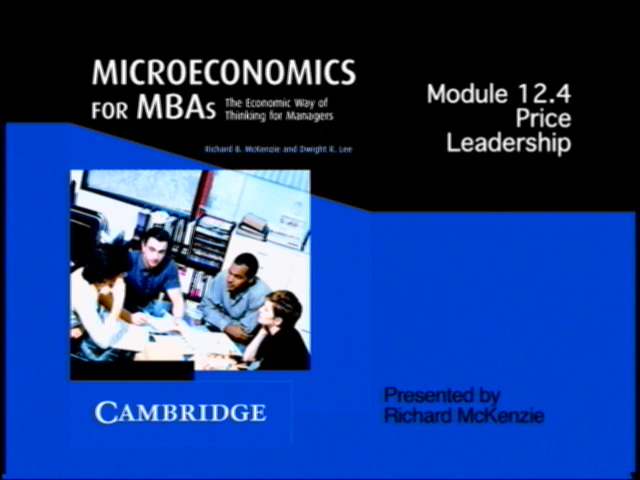 MICROECONOMICS
FOR MBAs
The Economic Way of
Thinking for Managers
Richard B. McKenzie and Dwight R. Lee
Module 12.4
Price
Leadership
CAMBRIDGE
Presented by
Richard McKenzie